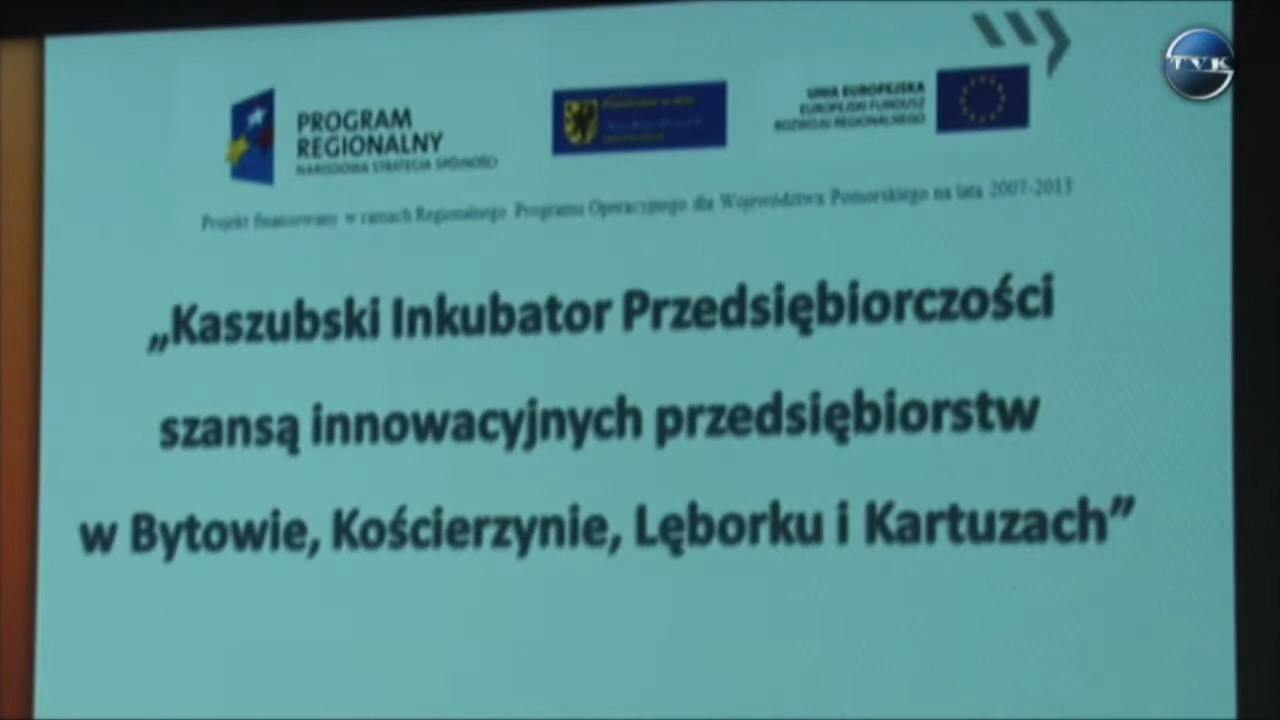 TVK
PROGRAM
REGIONALNY
NARODOWA STRATEGIA SPÓJNOŚCI
UNIA EUROPEJSKA
EUROPEJSKI FUNDUSZ
ROZWOJU REGIONALNEGO
Projekt finansowany w ramach Regionalnego Programu Operacyjnego dla Województwa Pomorskiego na lata 2007-2013
„Kaszubski Inkubator Przedsiębiorczości
szansą innowacyjnych przedsiębiorstw
w Bytowie, Kościerzynie, Lęborku i Kartuzach”